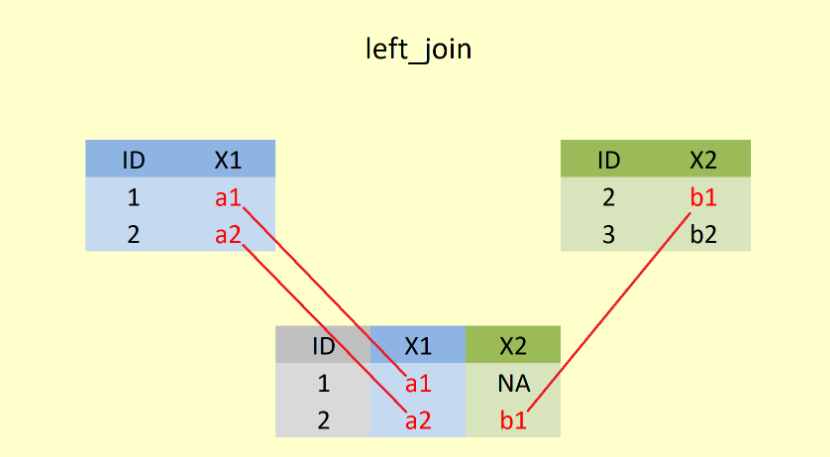 left_join
ID X1
1 a1
2 a2
ID X2
2 b1
3 b2
ID X1 X2
1 a1 NA
2 a2 b1